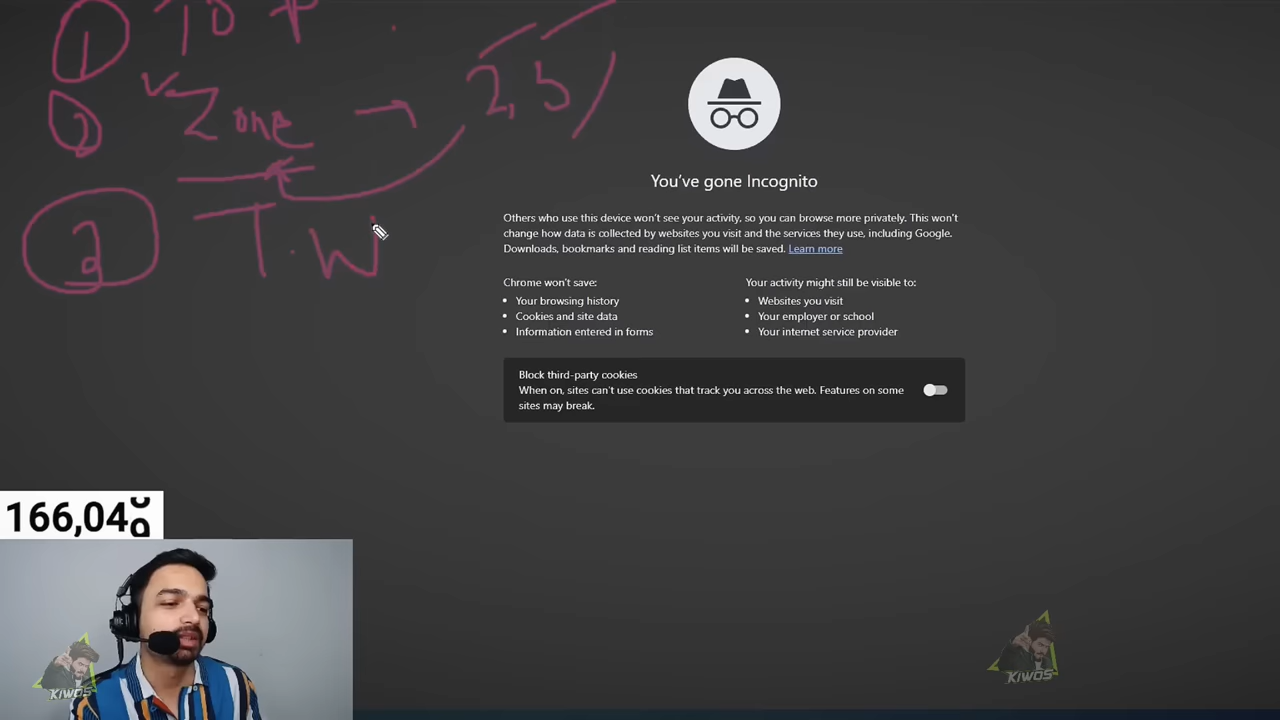 1
2 Zone → 2, 5
3 T.W
You've gone Incognito
Others who use this device won't see your activity, so you can browse more privately. This won't
change how data is collected by websites you visit and the services they use, including Google.
Downloads, bookmarks and reading list items will be saved. Learn more
Chrome won't save:
• Your browsing history
• Cookies and site data
• Information entered in forms
Your activity might still be visible to:
• Websites you visit
• Your employer or school
• Your internet service provider
Block third-party cookies
When on, sites can't use cookies that track you across the web. Features on some
sites may break.
166,04
KIWOS
KIWOS